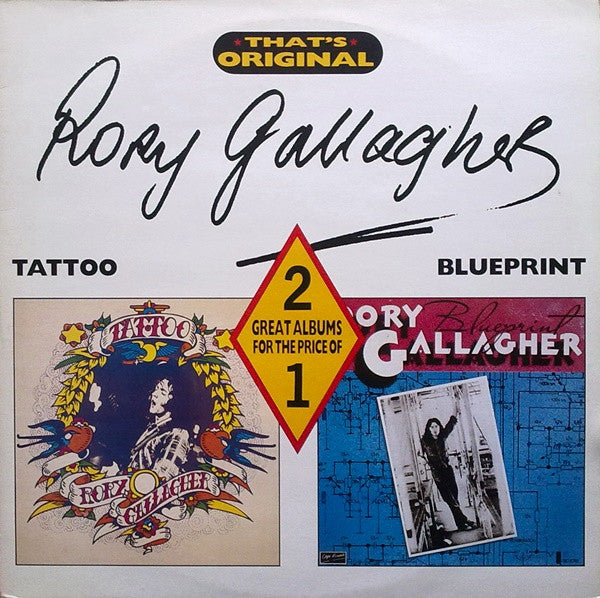 THAT'S
ORIGINAL
Rory Gallagher
TATTOO
BLUEPRINT
2
GREAT ALBUMS
FOR THE PRICE OF
1
TATTOO
RORY
GALLAGHER
ORY
Blueprint
GALLAGHER